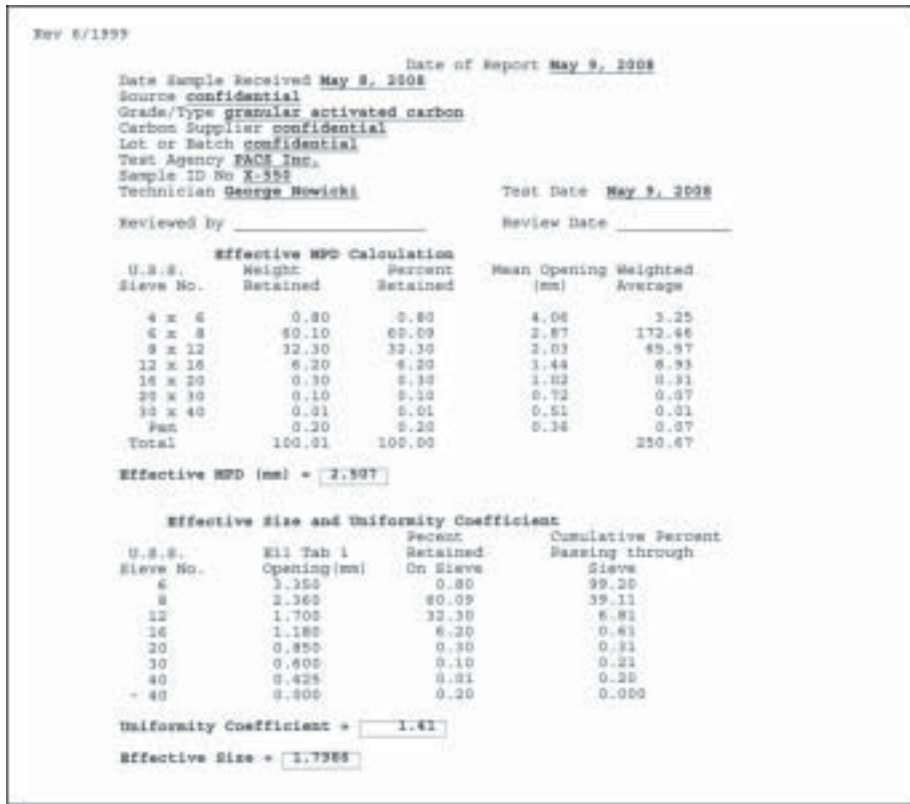 Rev 6/1999
Date of Report May 9, 2008
Date Sample Received May 8, 2008
Source confidential
Grade/Type granular activated carbon
Carbon Supplier confidential
Lot or Batch confidential
Test Agency PACS Inc.
Sample ID No X-550
Technician George Nowicki Test Date May 9, 2008
Reviewed by Review Date
Effective MPD Calculation
U.S.S. Weight Percent Mean Opening Weighted
Sieve No. Retained Retained (mm) Average
4 x 6 0.80 0.80 4.06 3.25
6 x 8 60.10 60.09 2.87 172.46
8 x 12 32.30 32.30 2.03 65.57
12 x 16 6.20 6.20 1.44 8.93
16 x 20 0.30 0.30 1.02 0.31
20 x 30 0.10 0.10 0.72 0.07
30 x 40 0.01 0.01 0.51 0.01
Pan 0.20 0.20 0.36 0.07
Total 100.01 100.00 250.67
Effective MPD (mm) = 2.507
Effective Size and Uniformity Coefficient
Pecent Cumulative Percent
U.S.S. E11 Tab 1 Retained Passing through
Sieve No. Opening(mm) On Sieve Sieve
6 3.350 0.80 99.20
8 2.360 60.09 39.11
12 1.700 32.30 6.81
16 1.180 6.20 0.61
20 0.850 0.30 0.31
30 0.600 0.10 0.21
40 0.425 0.01 0.20
- 40 0.000 0.20 0.000
Uniformity Coefficient = 1.41
Effective Size = 1.7986